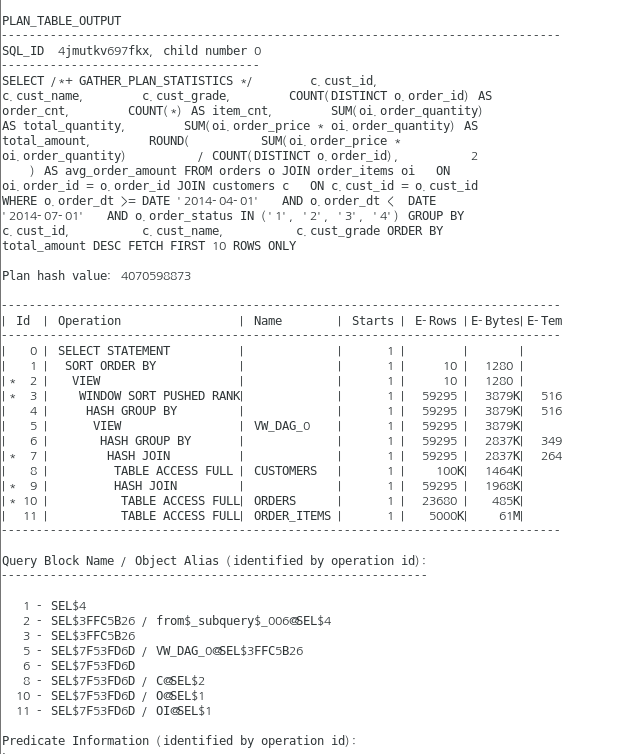 PLAN_TABLE_OUTPUT
--------------------------------------------------------------------------------
SQL_ID  4jmutkv697fkx, child number 0
-------------------------------------
SELECT /*+ GATHER_PLAN_STATISTICS */        c.cust_id,
c.cust_name,        c.cust_grade,        COUNT(DISTINCT o.order_id) AS
order_cnt,        COUNT(*) AS item_cnt,        SUM(oi.order_quantity)
AS total_quantity,        SUM(oi.order_price * oi.order_quantity) AS
total_amount,        ROUND(            SUM(oi.order_price *
oi.order_quantity)            / COUNT(DISTINCT o.order_id),            2
    ) AS avg_order_amount FROM orders o JOIN order_items oi   ON
oi.order_id = o.order_id JOIN customers c   ON c.cust_id = o.cust_id
WHERE o.order_dt >= DATE '2014-04-01'   AND o.order_dt <  DATE
'2014-07-01'   AND o.order_status IN ('1', '2', '3', '4') GROUP BY
c.cust_id,        c.cust_name,        c.cust_grade ORDER BY
total_amount DESC FETCH FIRST 10 ROWS ONLY
Plan hash value: 4070598873
--------------------------------------------------------------------------------
| Id  | Operation                | Name        | Starts | E-Rows |E-Bytes|E-Tem
--------------------------------------------------------------------------------
|   0 | SELECT STATEMENT         |             |      1 |        |       |
|   1 |  SORT ORDER BY           |             |      1 |     10 |  1280 |
|*  2 |   VIEW                   |             |      1 |     10 |  1280 |
|*  3 |    WINDOW SORT PUSHED RANK|             |      1 |  59295 |  3879K|  516
|   4 |     HASH GROUP BY        |             |      1 |  59295 |  3879K|  516
|   5 |      VIEW                | VW_DAG_0    |      1 |  59295 |  3879K|
|   6 |       HASH GROUP BY      |             |      1 |  59295 |  2837K|  349
|*  7 |        HASH JOIN         |             |      1 |  59295 |  2837K|  264
|   8 |         TABLE ACCESS FULL | CUSTOMERS   |      1 |   100K|  1464K|
|*  9 |         HASH JOIN        |             |      1 |  59295 |  1968K|
|* 10 |          TABLE ACCESS FULL| ORDERS      |      1 |  23680 |   485K|
|  11 |          TABLE ACCESS FULL| ORDER_ITEMS |      1 |  5000K|    61M|
--------------------------------------------------------------------------------
Query Block Name / Object Alias (identified by operation id):
-------------------------------------------------------------
   1 - SEL$4
   2 - SEL$3FFC5B26 / from$_subquery$_006@SEL$4
   3 - SEL$3FFC5B26
   5 - SEL$7F53FD6D / VW_DAG_0@SEL$3FFC5B26
   6 - SEL$7F53FD6D
   8 - SEL$7F53FD6D / C@SEL$2
  10 - SEL$7F53FD6D / O@SEL$1
  11 - SEL$7F53FD6D / OI@SEL$1
Predicate Information (identified by operation id):